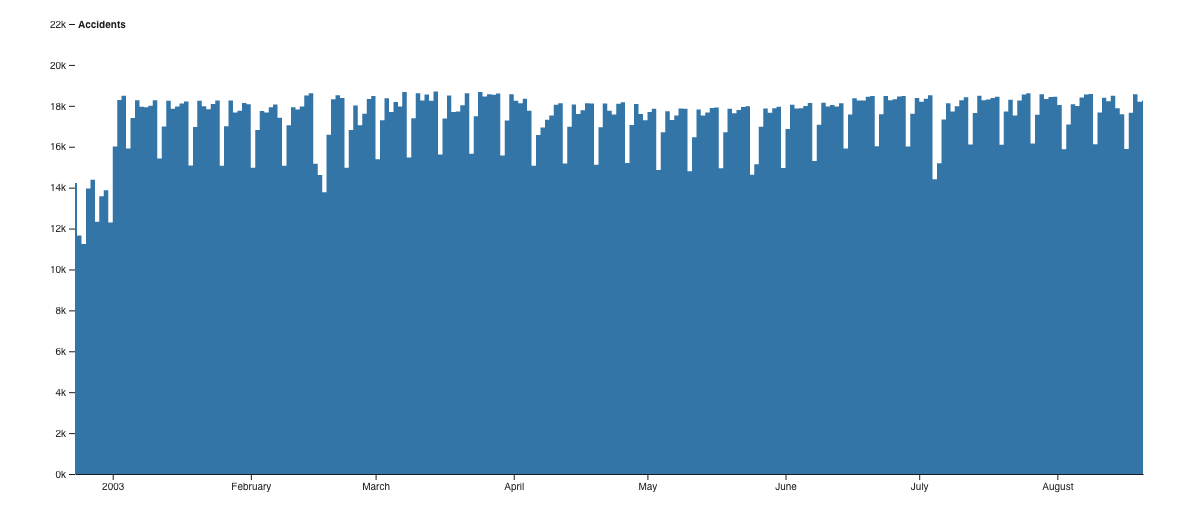 22k Accidents
20k
18k
16k
14k
12k
10k
8k
6k
4k
2k
0k
2003 February March April May June July August